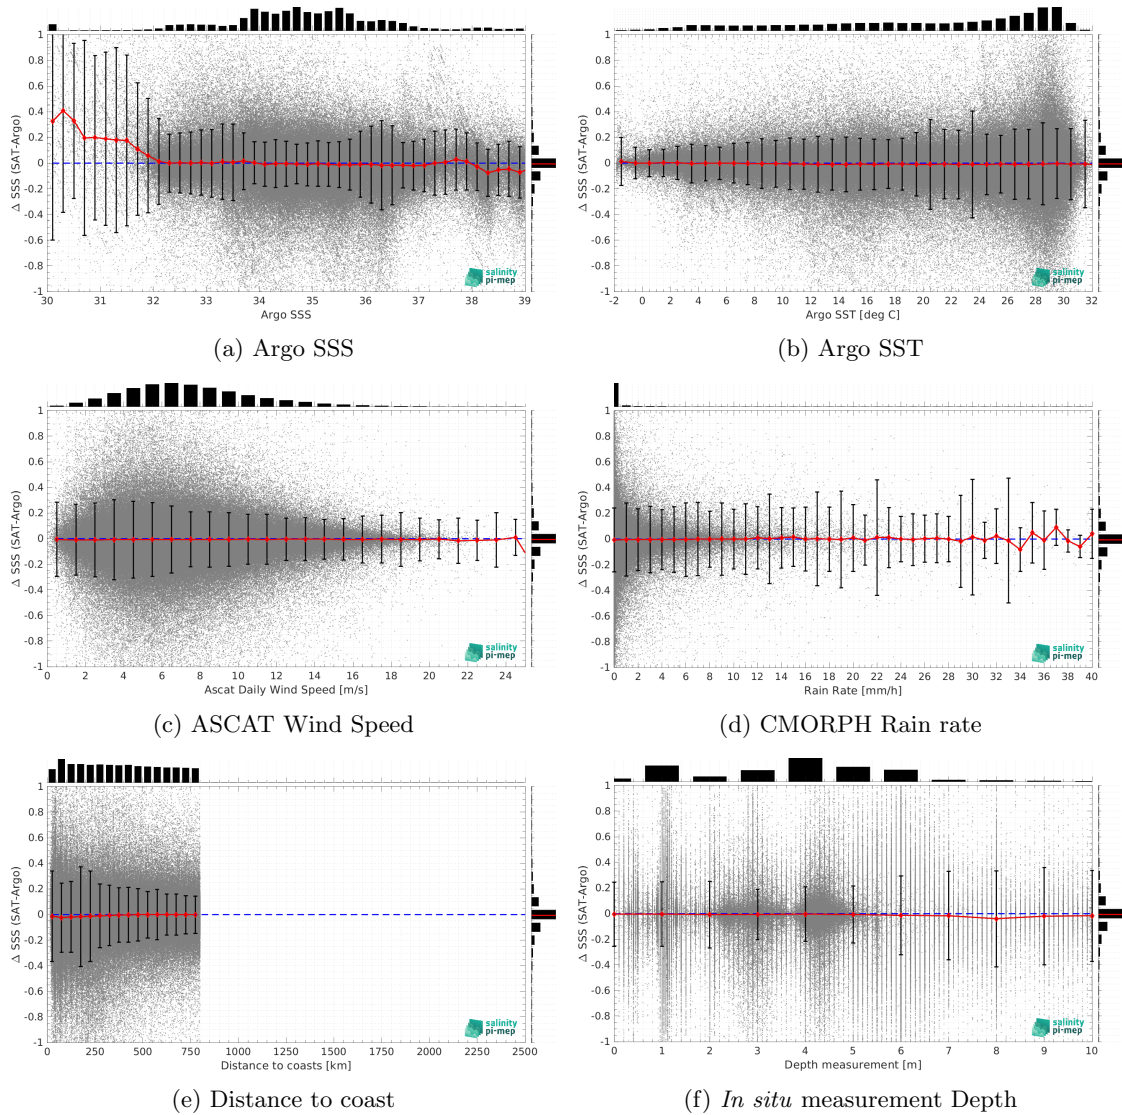 1
0.8
0.6
0.4
0.2
0
-0.2
-0.4
-0.6
-0.8
-1
Δ SSS (SAT-Argo)
30 31 32 33 34 35 36 37 38 39
Argo SSS
salinity
pi-mep
(a) Argo SSS
1
0.8
0.6
0.4
0.2
0
-0.2
-0.4
-0.6
-0.8
-1
Δ SSS (SAT-Argo)
-2 0 2 4 6 8 10 12 14 16 18 20 22 24 26 28 30 32
Argo SST [deg C]
salinity
pi-mep
(b) Argo SST
1
0.8
0.6
0.4
0.2
0
-0.2
-0.4
-0.6
-0.8
-1
Δ SSS (SAT-Argo)
0 2 4 6 8 10 12 14 16 18 20 22 24
Ascat Daily Wind Speed [m/s]
salinity
pi-mep
(c) ASCAT Wind Speed
1
0.8
0.6
0.4
0.2
0
-0.2
-0.4
-0.6
-0.8
-1
Δ SSS (SAT-Argo)
0 2 4 6 8 10 12 14 16 18 20 22 24 26 28 30 32 34 36 38 40
Rain Rate [mm/h]
salinity
pi-mep
(d) CMORPH Rain rate
1
0.8
0.6
0.4
0.2
0
-0.2
-0.4
-0.6
-0.8
-1
Δ SSS (SAT-Argo)
0 250 500 750 1000 1250 1500 1750 2000 2250 2500
Distance to coasts [km]
salinity
pi-mep
(e) Distance to coast
1
0.8
0.6
0.4
0.2
0
-0.2
-0.4
-0.6
-0.8
-1
Δ SSS (SAT-Argo)
0 1 2 3 4 5 6 7 8 9 10
Depth measurement [m]
salinity
pi-mep
(f) In situ measurement Depth